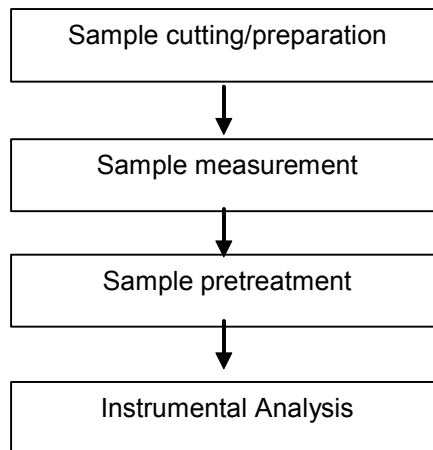 Sample cutting/preparation
Sample measurement
Sample pretreatment
Instrumental Analysis